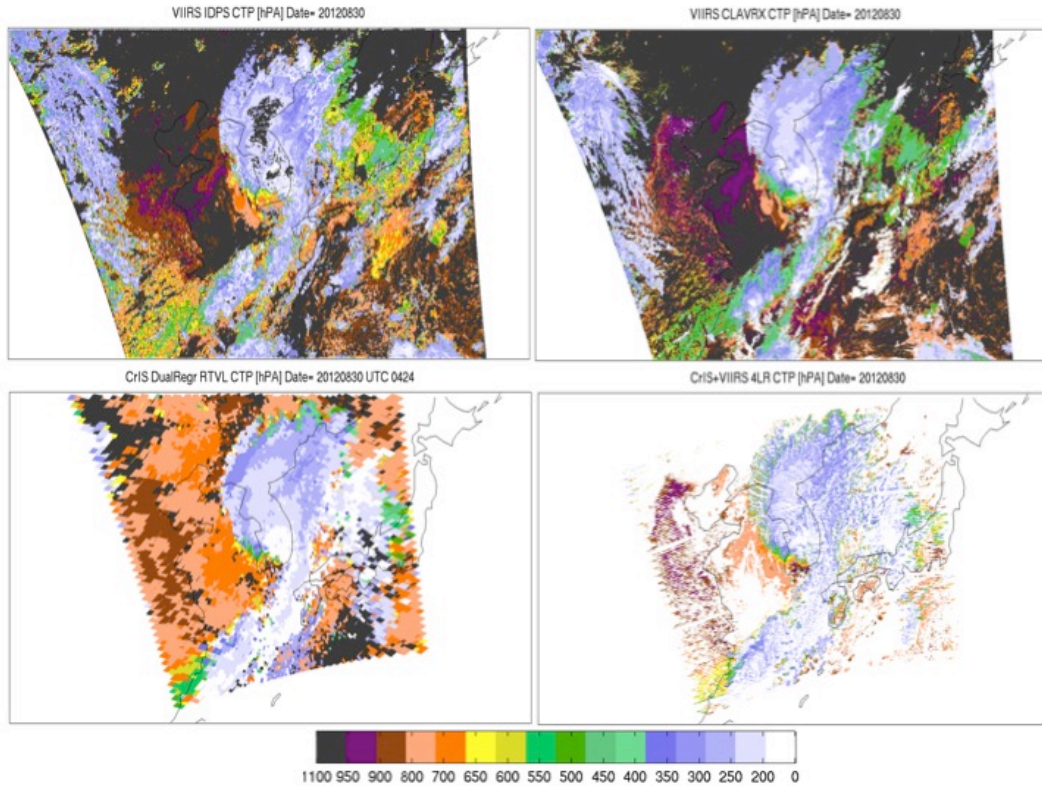 VIIRS IDPS CTP [hPA] Date= 20120830
VIIRS CLAVRX CTP [hPA] Date= 20120830
CrIS DualRegr RTVL CTP [hPA] Date= 20120830 UTC 0424
CrIS+VIIRS 4LR CTP [hPA] Date= 20120830
1100 950 900 800 700 650 600 550 500 450 400 350 300 250 200 0